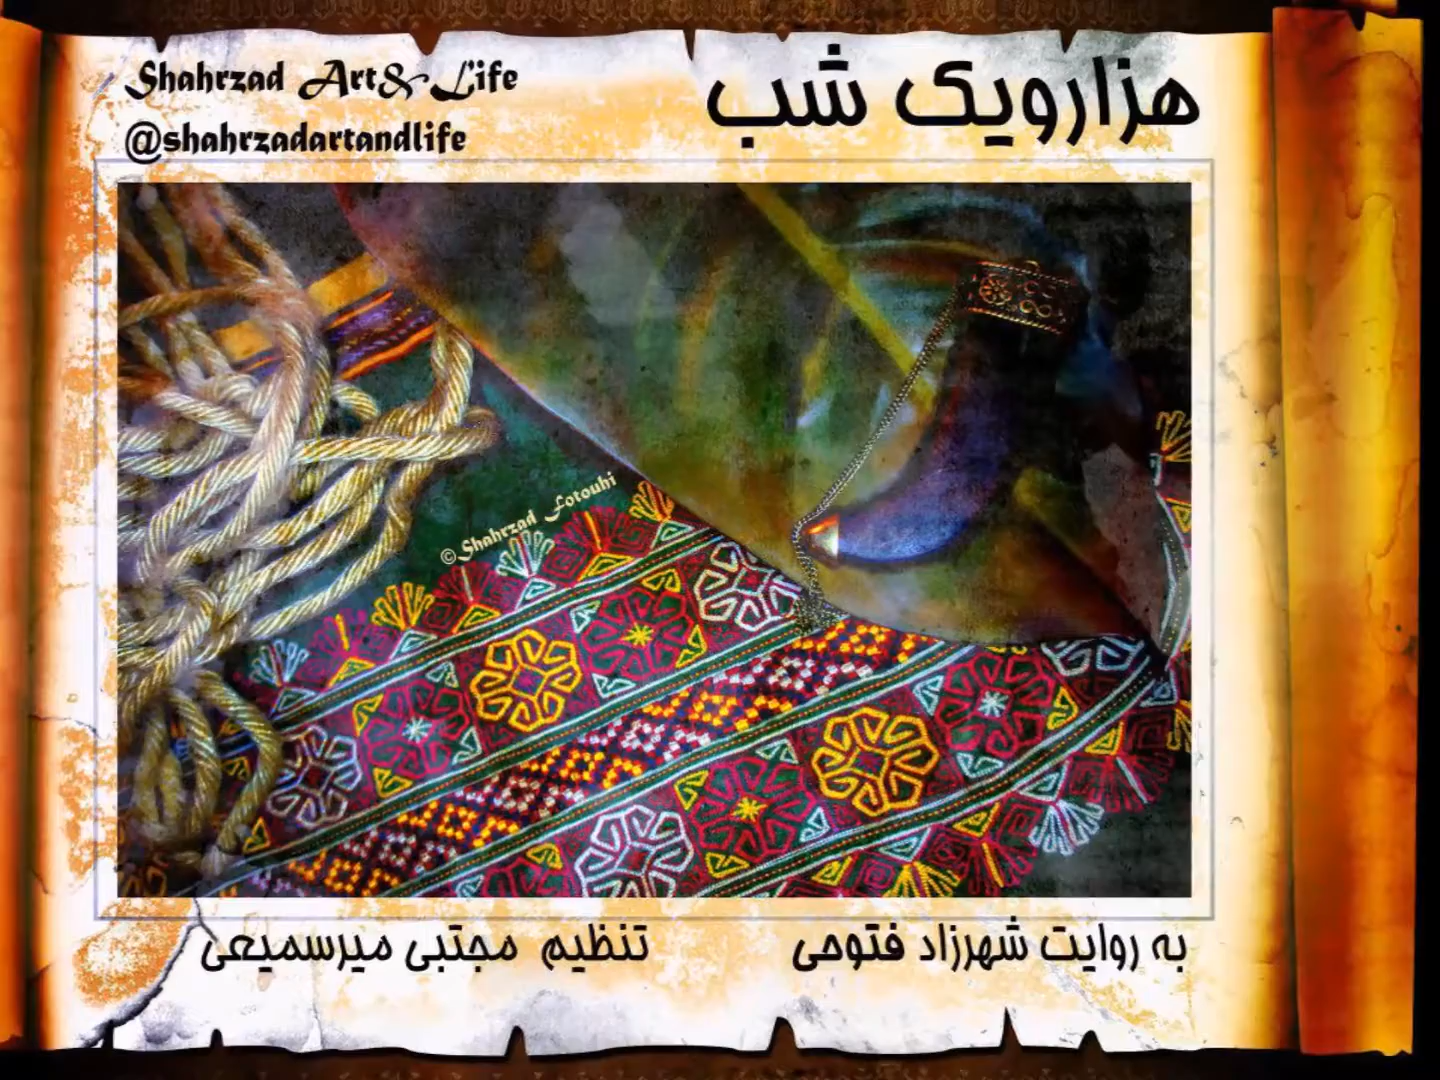 Shahrzad Art & Life
@shahrzadartandlife
هزارویک شب
© Shahrzad Fotouhi
به روایت شهرزاد فتوحی
تنظیم مجتبی میرسمیعی